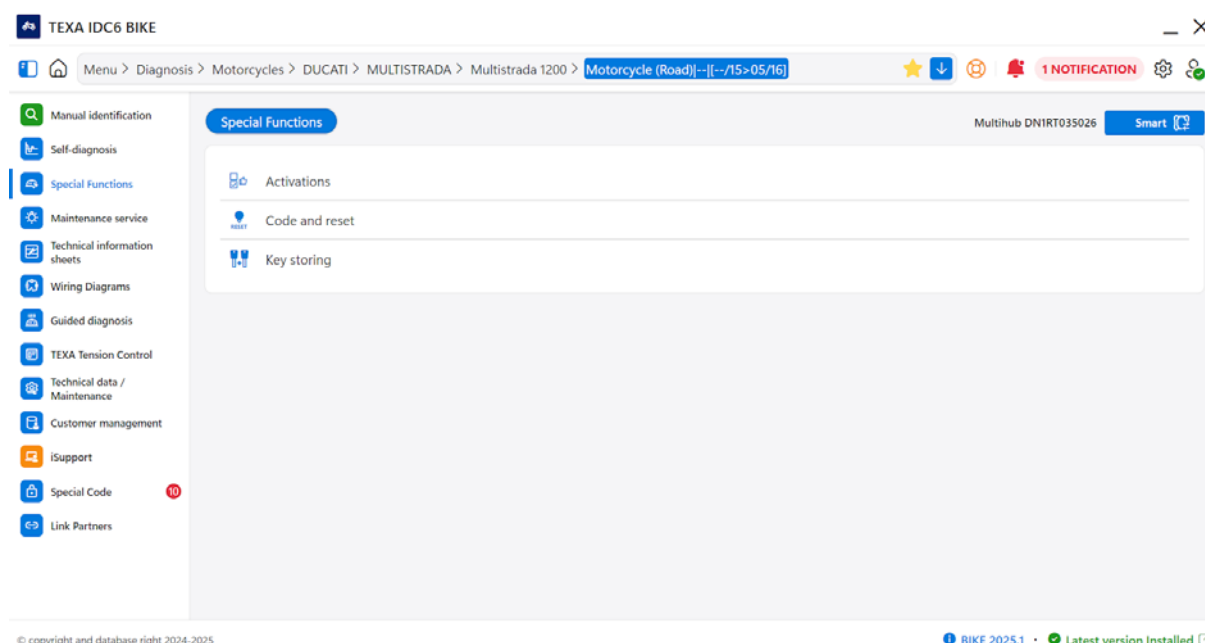 TEXA IDC6 BIKE
Menu > Diagnosis > Motorcycles > DUCATI > MULTISTRADA > Multistrada 1200 > Motorcycle (Road)|--|[--/15>05/16]
1 NOTIFICATION
Manual identification
Self-diagnosis
Special Functions
Maintenance service
Technical information
sheets
Wiring Diagrams
Guided diagnosis
TEXA Tension Control
Technical data /
Maintenance
Customer management
iSupport
Special Code 10
Link Partners
Special Functions
Multihub DN1RT035026
Smart
Activations
RESET
Code and reset
Key storing
© copyright and database right 2024-2025
BIKE 2025.1 • Latest version Installed